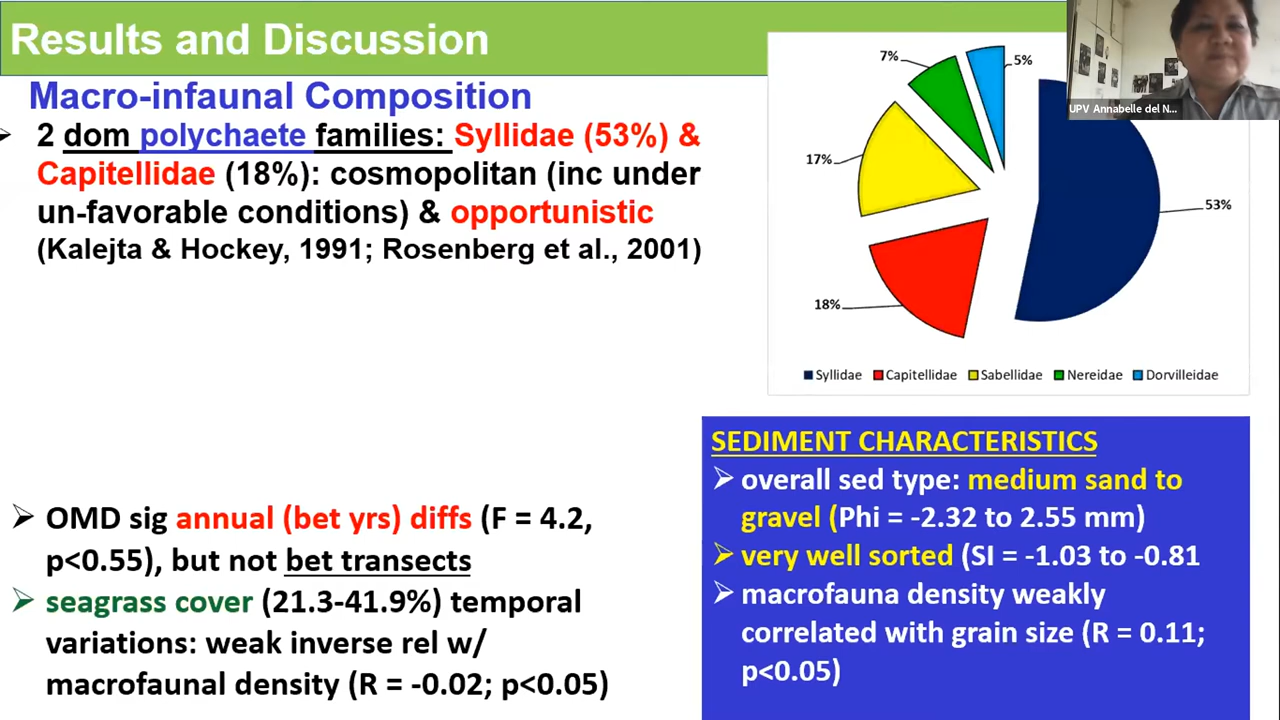 Results and Discussion
Macro-infaunal Composition
2 dom polychaete families: Syllidae (53%) &
Capitellidae (18%): cosmopolitan (inc under
un-favorable conditions) & opportunistic
(Kalejta & Hockey, 1991; Rosenberg et al., 2001)
OMD sig annual (bet yrs) diffs (F = 4.2,
p<0.55), but not bet transects
seagrass cover (21.3-41.9%) temporal
variations: weak inverse rel w/
macrofaunal density (R = -0.02; p<0.05)
7%
5%
17%
53%
18%
Syllidae Capitellidae Sabellidae Nereidae Dorvilleidae
UPV Annabelle del N...
SEDIMENT CHARACTERISTICS
overall sed type: medium sand to
gravel (Phi = -2.32 to 2.55 mm)
very well sorted (SI = -1.03 to -0.81
macrofauna density weakly
correlated with grain size (R = 0.11;
p<0.05)